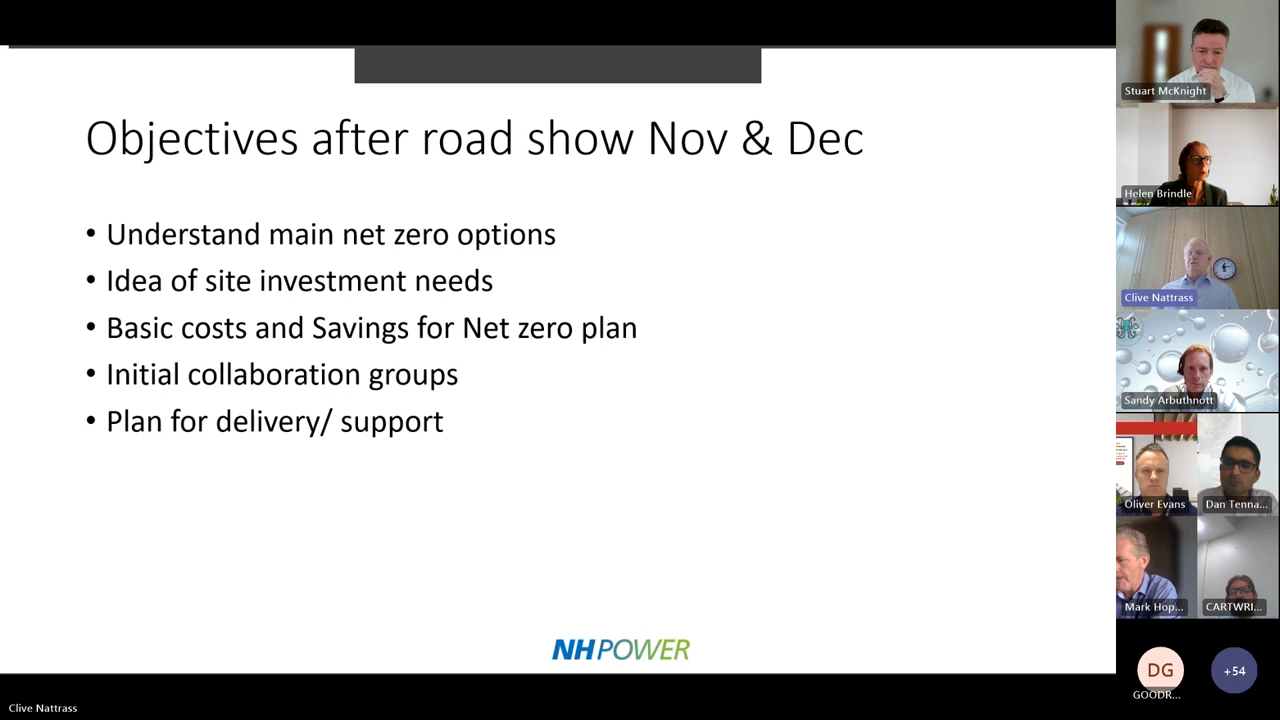 Objectives after road show Nov & Dec
• Understand main net zero options
• Idea of site investment needs
• Basic costs and Savings for Net zero plan
• Initial collaboration groups
• Plan for delivery/ support
NHPOWER
Clive Nattrass
Stuart McKnight
Helen Brindle
Clive Nattrass
Sandy Arbuthnott
Oliver Evans
Dan Tenna...
Mark Hop...
CARTWRI...
DG
GOODR...
+54